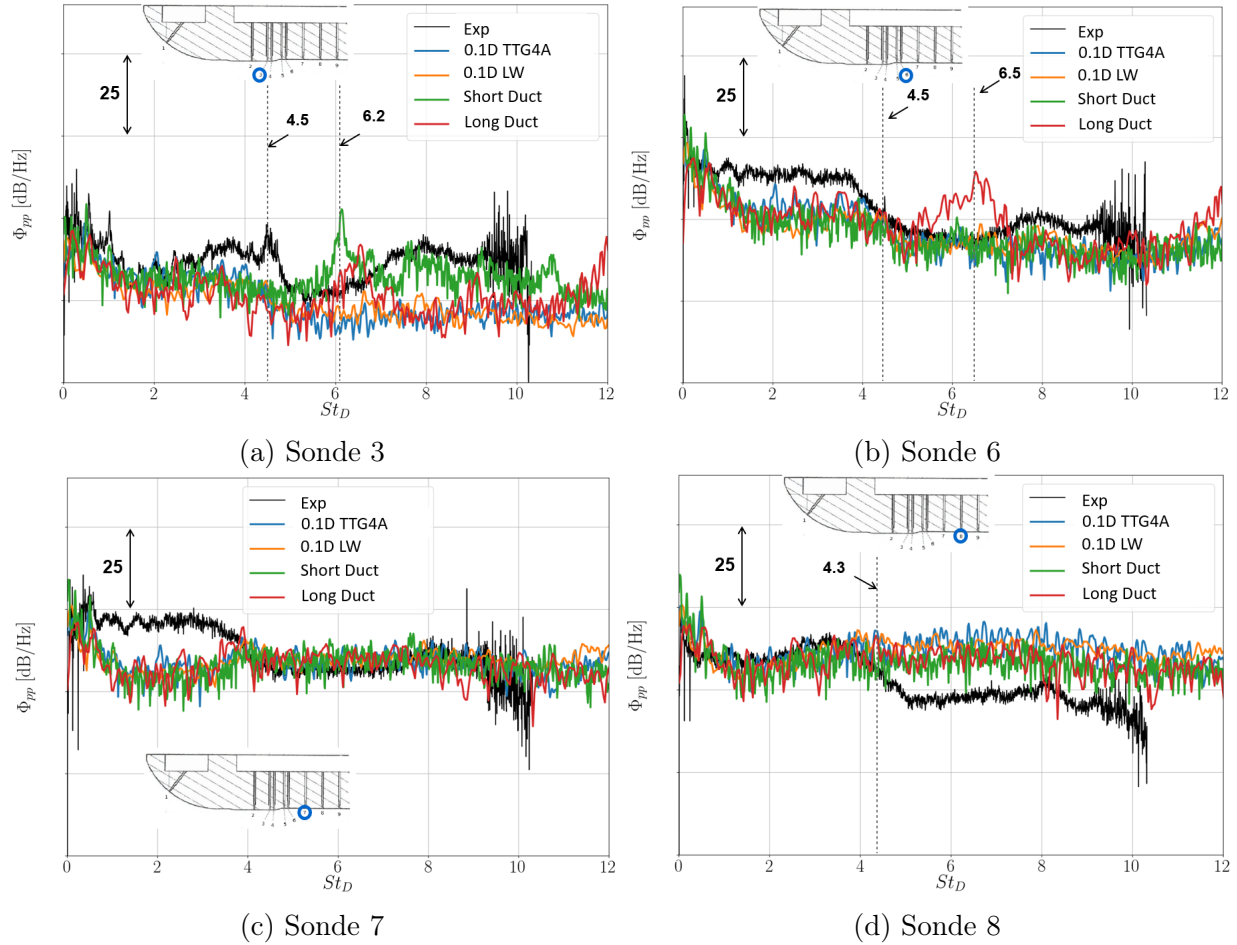 Exp
0.1D TTG4A
0.1D LW
Short Duct
Long Duct
25
4.5
6.2
Φpp [dB/Hz]
0 2 4 6 8 10 12
StD
(a) Sonde 3
Exp
0.1D TTG4A
0.1D LW
Short Duct
Long Duct
25
4.5
6.5
Φpp [dB/Hz]
0 2 4 6 8 10 12
StD
(b) Sonde 6
Exp
0.1D TTG4A
0.1D LW
Short Duct
Long Duct
25
Φpp [dB/Hz]
0 2 4 6 8 10 12
StD
(c) Sonde 7
Exp
0.1D TTG4A
0.1D LW
Short Duct
Long Duct
25
4.3
Φpp [dB/Hz]
0 2 4 6 8 10 12
StD
(d) Sonde 8